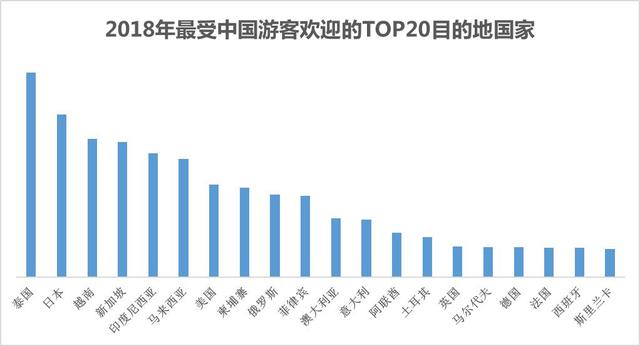 2018年最受中国游客欢迎的TOP20目的地国家
泰国
日本
越南
新加坡
印度尼西亚
马来西亚
美国
柬埔寨
俄罗斯
菲律宾
澳大利亚
意大利
阿联酋
土耳其
英国
马尔代夫
德国
法国
西班牙
斯里兰卡